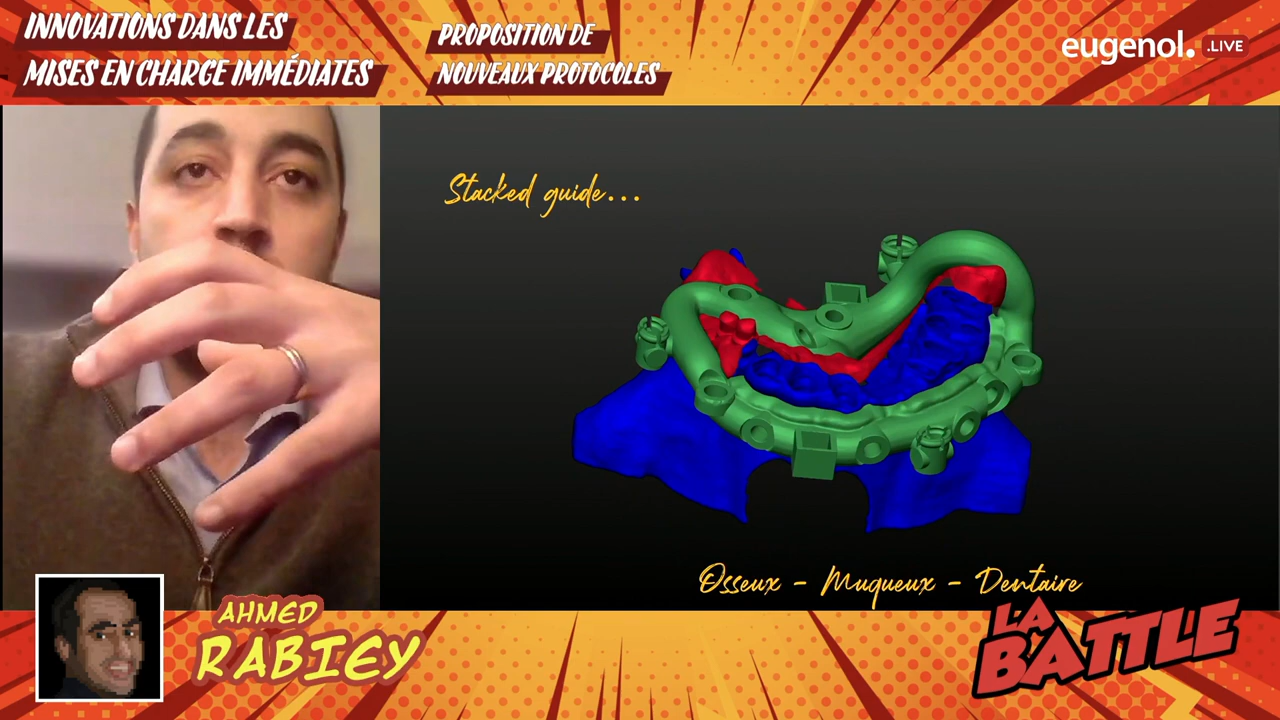 INNOVATIONS DANS LES
MISES EN CHARGE IMMÉDIATES
PROPOSITION DE
NOUVEAUX PROTOCOLES
eugenol. .LIVE
Stacked guide...
Osseux - Muqueux - Dentaire
AHMED
RABIEY
LA
BATTLE